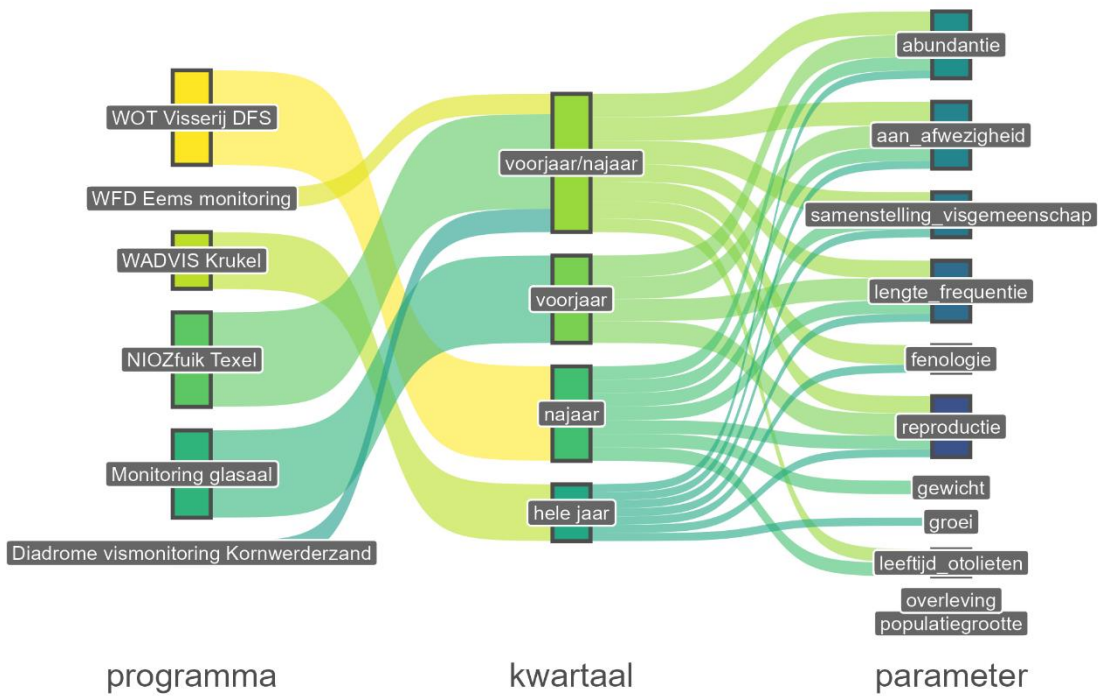 WOT Visserij DFS
WFD Eems monitoring
WADVIS Krukel
NIOZfuik Texel
Monitoring glasaal
Diadrome vismonitoring Kornwerderzand
voorjaar/najaar
voorjaar
najaar
hele jaar
abundantie
aan_afwezigheid
samenstelling_visgemeenschap
lengte_frequentie
fenologie
reproductie
gewicht
groei
leeftijd_otolieten
overleving
populatiegrootte
programma
kwartaal
parameter